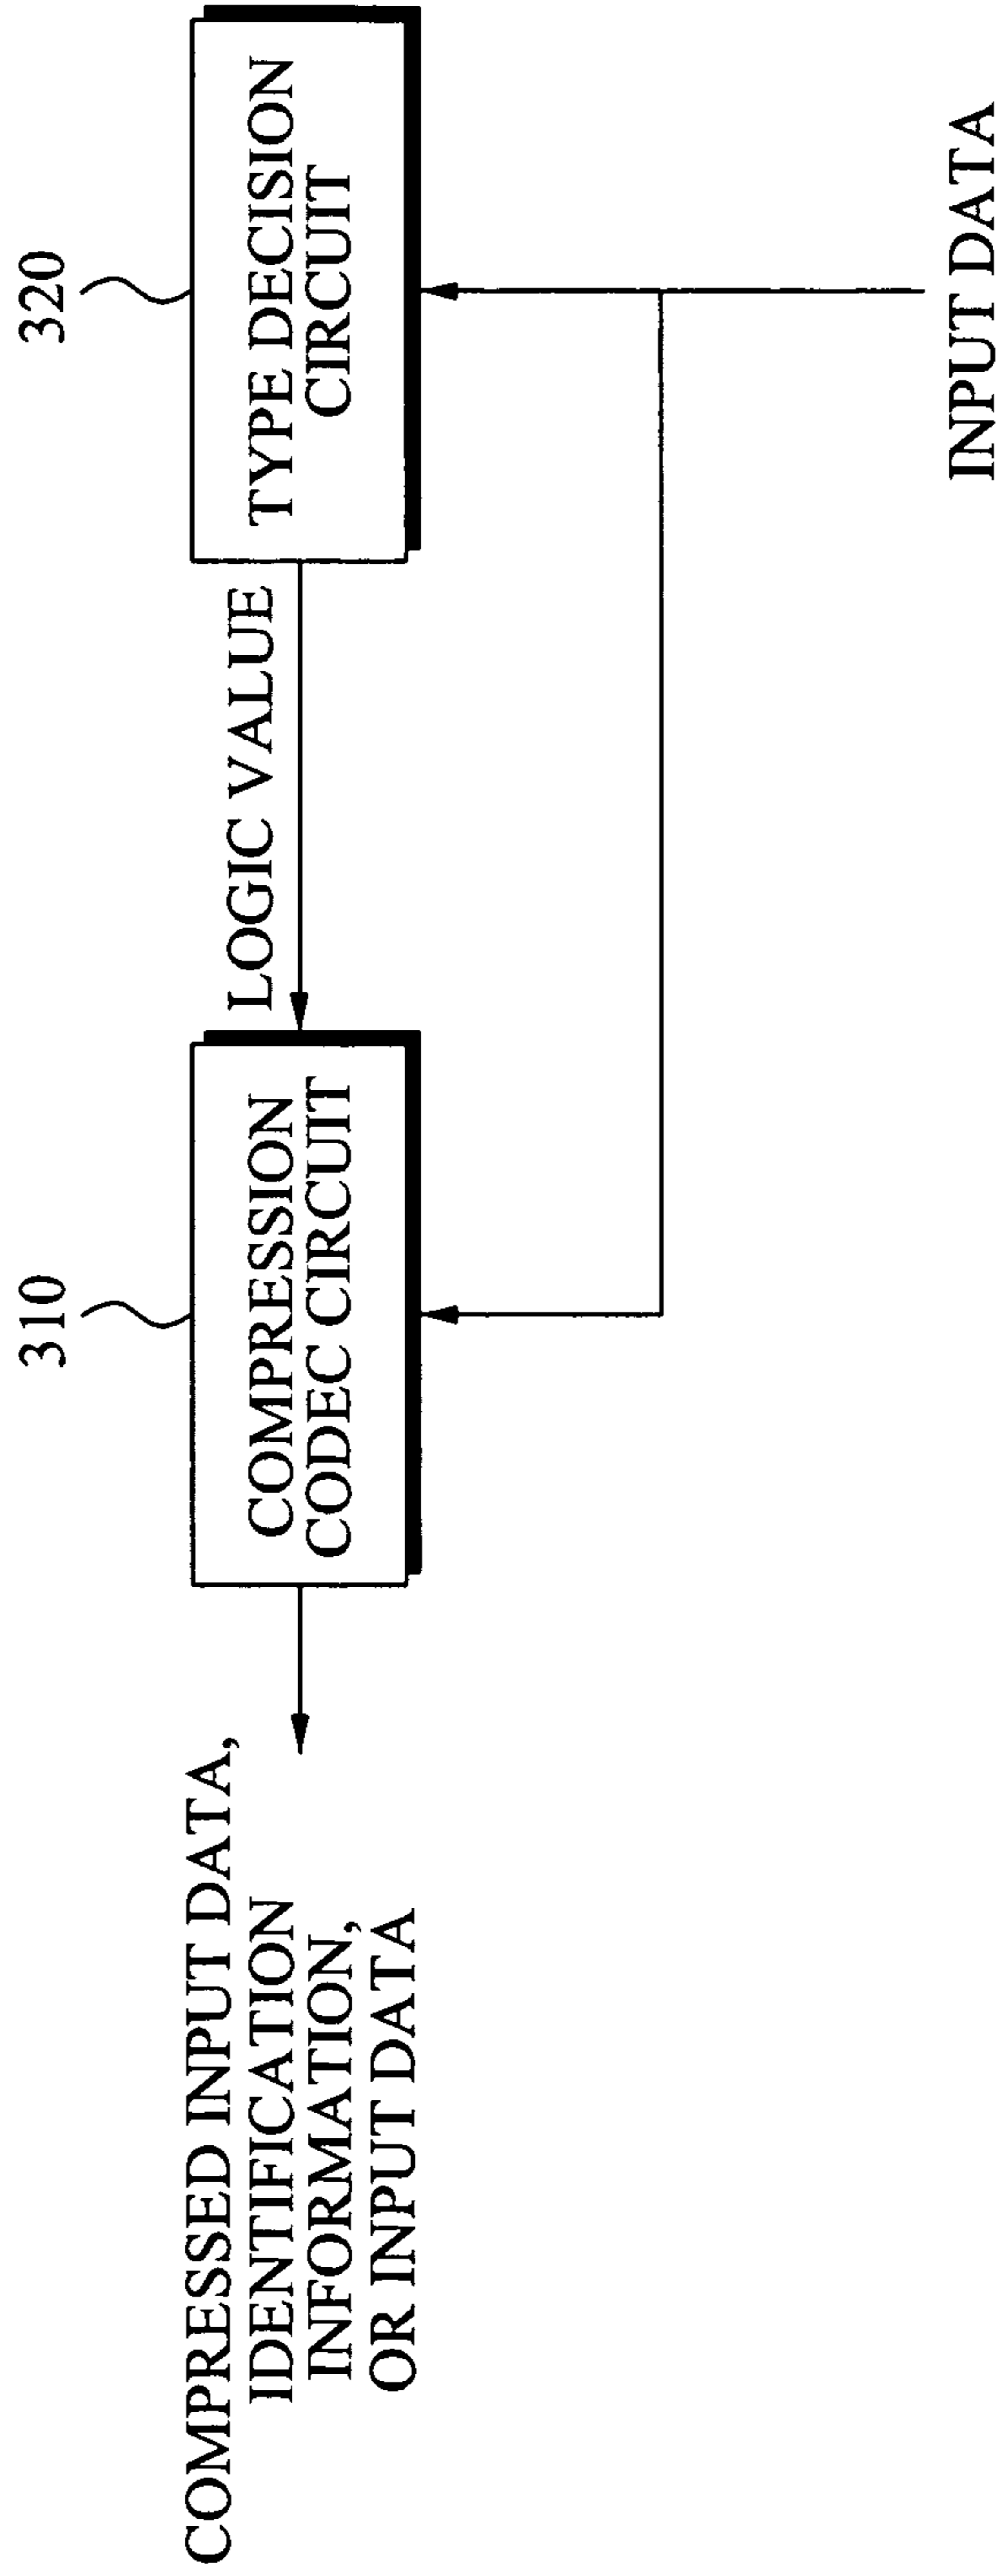 310
320
COMPRESSED INPUT DATA,
IDENTIFICATION
INFORMATION,
OR INPUT DATA
COMPRESSION
CODEC CIRCUIT
LOGIC VALUE
TYPE DECISION
CIRCUIT
INPUT DATA